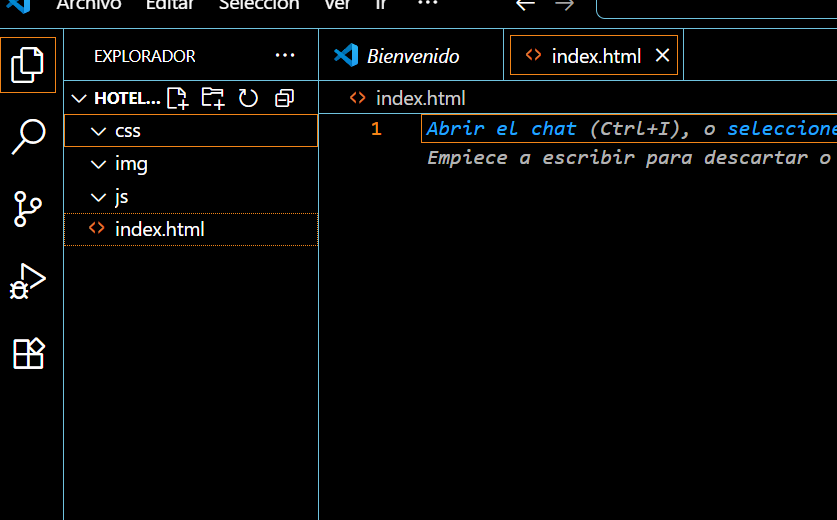 Archivo Editar Selección Ver Ir ...
EXPLORADOR ...
Bienvenido
index.html
HOTEL...
index.html
css
img
js
index.html
1
Abrir el chat (Ctrl+I), o seleccione
Empiece a escribir para descartar o